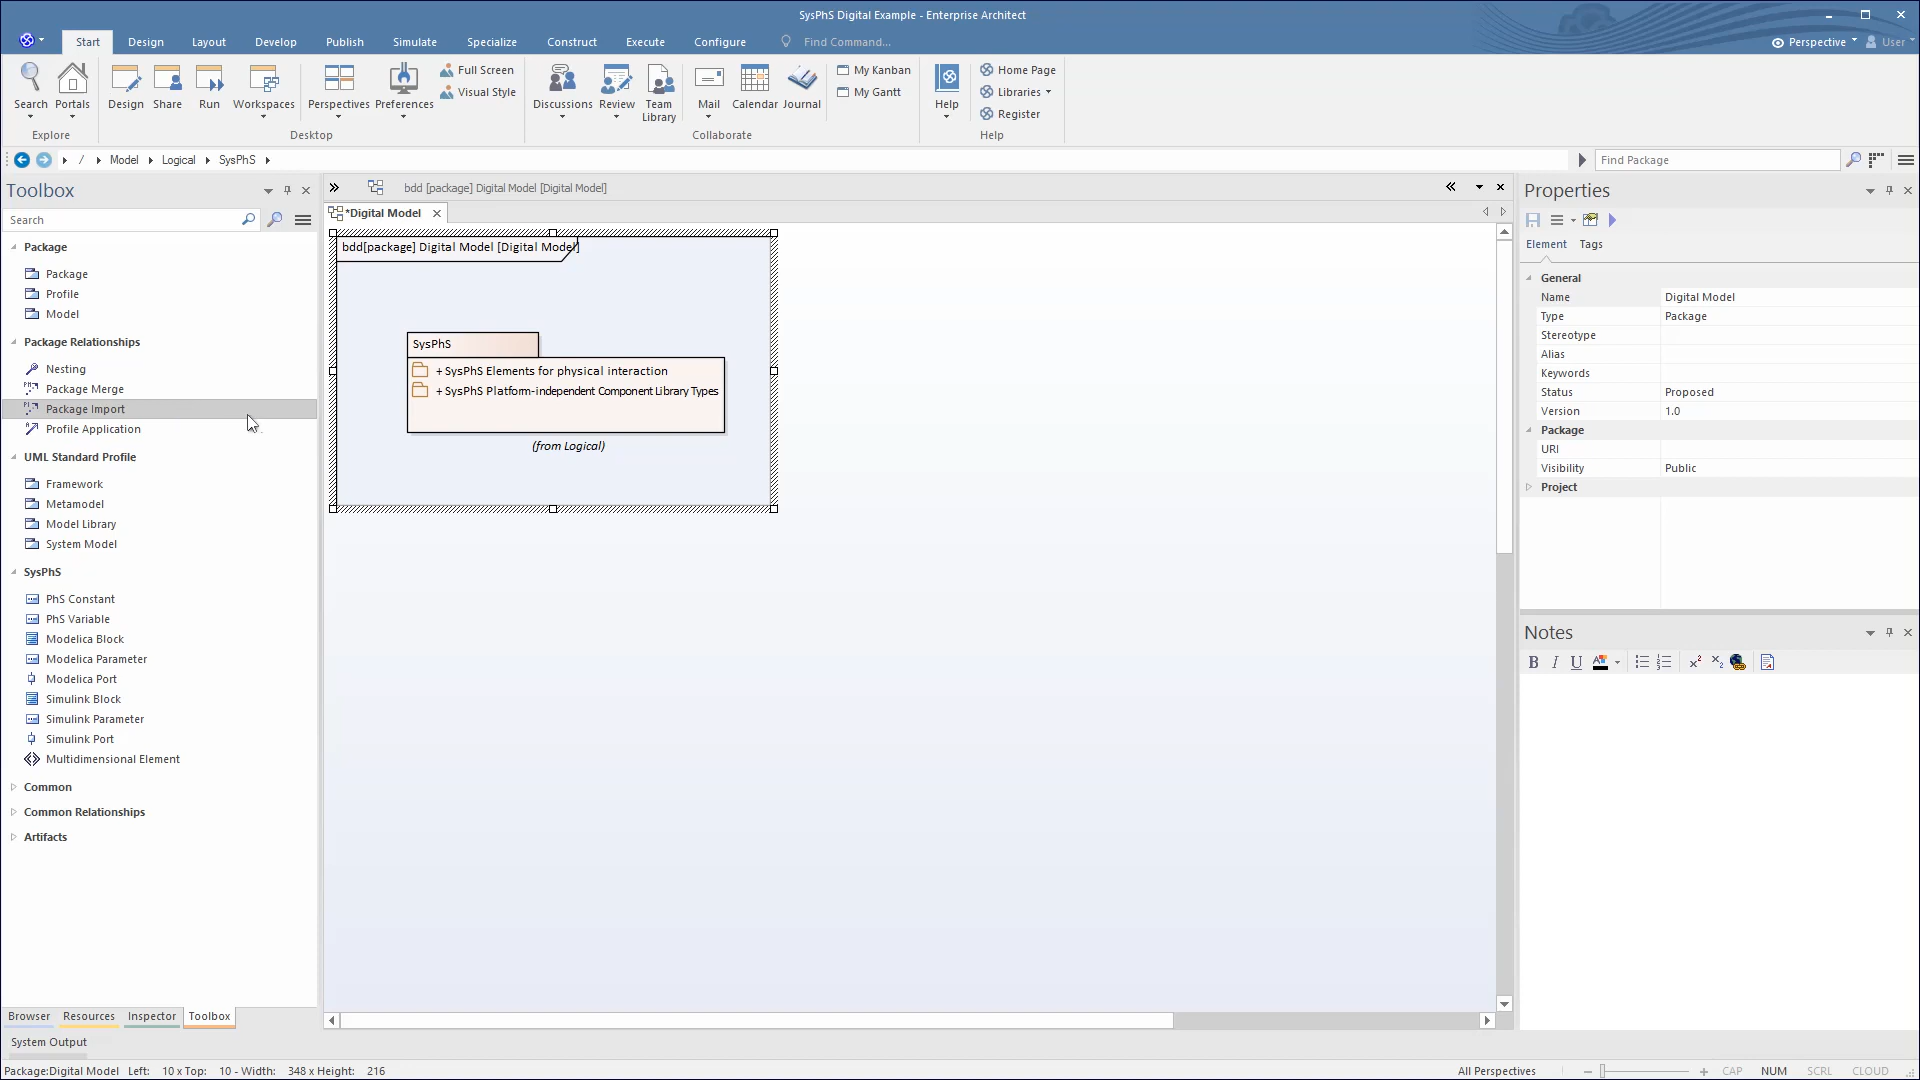 SysPhS Digital Example - Enterprise Architect
Start Design Layout Develop Publish Simulate Specialize Construct Execute Configure Find Command... Perspective User
Search Portals Design Share Run Workspaces Perspectives Preferences Full Screen Visual Style Discussions Review Team Library Mail Calendar Journal My Kanban My Gantt Help Home Page Libraries Register
Explore Desktop Collaborate Help
/ Model Logical SysPhS Find Package
Toolbox
Search
Package
Package
Profile
Model
Package Relationships
Nesting
Package Merge
Package Import
Profile Application
UML Standard Profile
Framework
Metamodel
Model Library
System Model
SysPhS
PhS Constant
PhS Variable
Modelica Block
Modelica Parameter
Modelica Port
Simulink Block
Simulink Parameter
Simulink Port
Multidimensional Element
Common
Common Relationships
Artifacts
Browser Resources Inspector Toolbox
System Output
bdd [package] Digital Model [Digital Model]
*Digital Model
bdd[package] Digital Model [Digital Model]
SysPhS
+ SysPhS Elements for physical interaction
+ SysPhS Platform-independent Component Library Types
(from Logical)
Properties
Element Tags
General
Name Digital Model
Type Package
Stereotype
Alias
Keywords
Status Proposed
Version 1.0
Package
URI
Visibility Public
Project
Notes
B I U A
Package:Digital Model Left: 10 x Top: 10 - Width: 348 x Height: 216 All Perspectives CAP NUM SCRL CLOUD